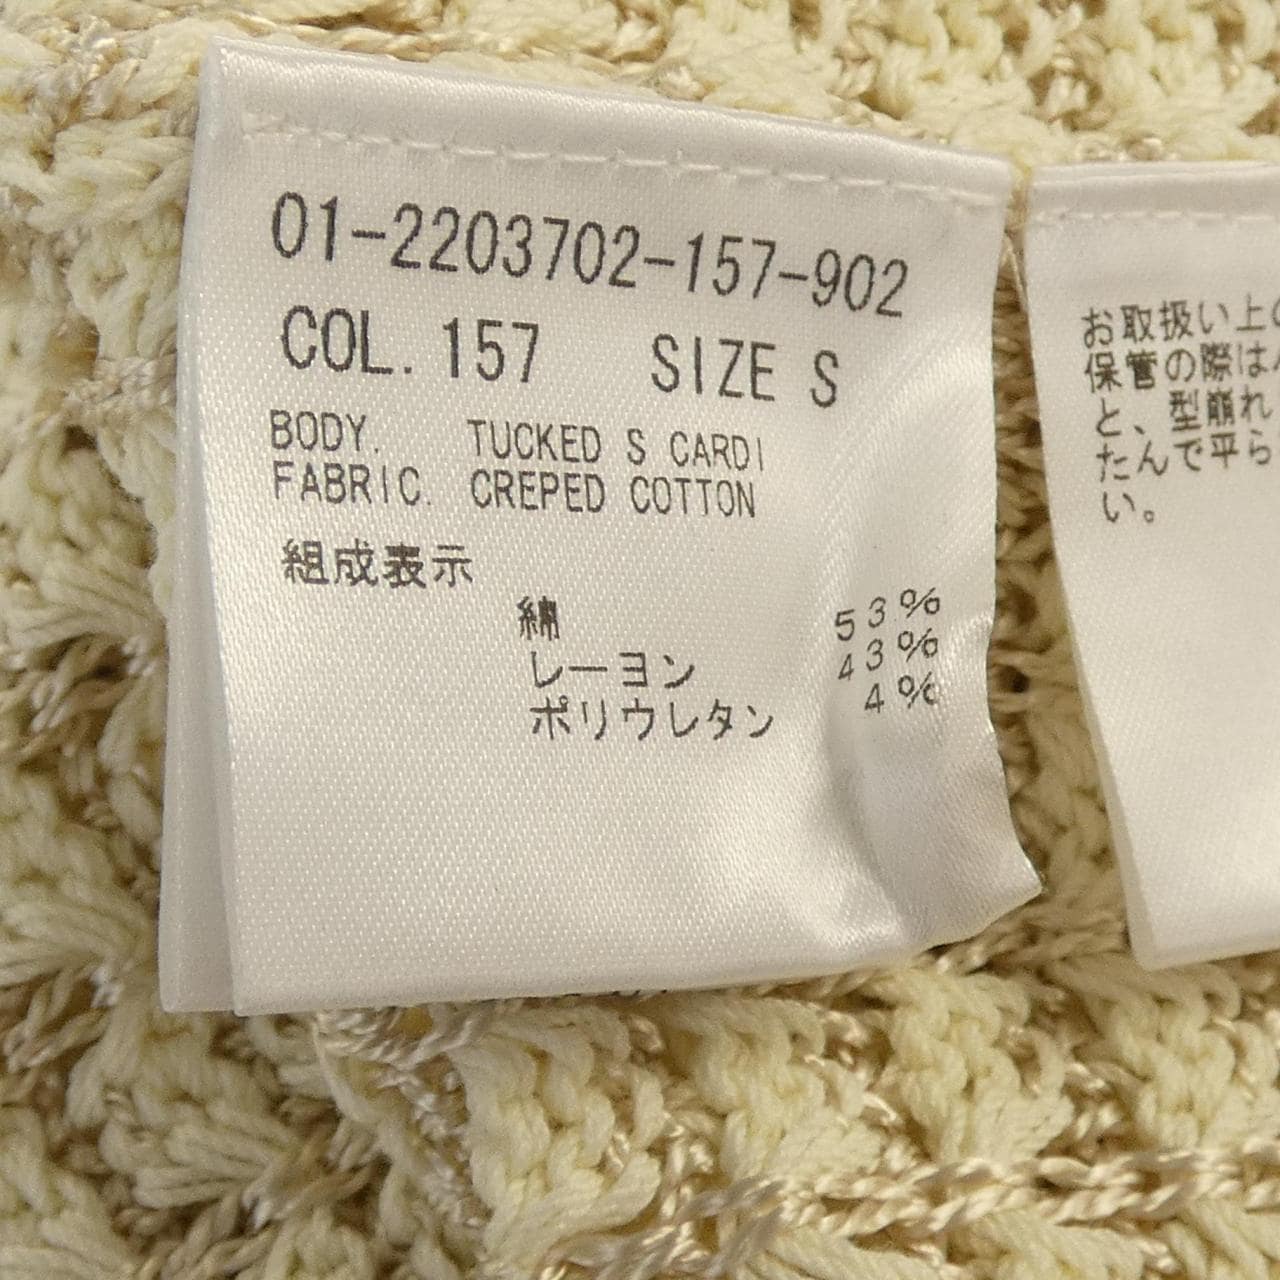 01-2203702-157-902
COL. 157 SIZE S
BODY. TUCKED S CARDI
FABRIC. CREPED COTTON
組成表示
綿 53%
レーヨン 43%
ポリウレタン 4%
お取扱い上の
保管の際は
と、型崩れ
たんで平ら
い。